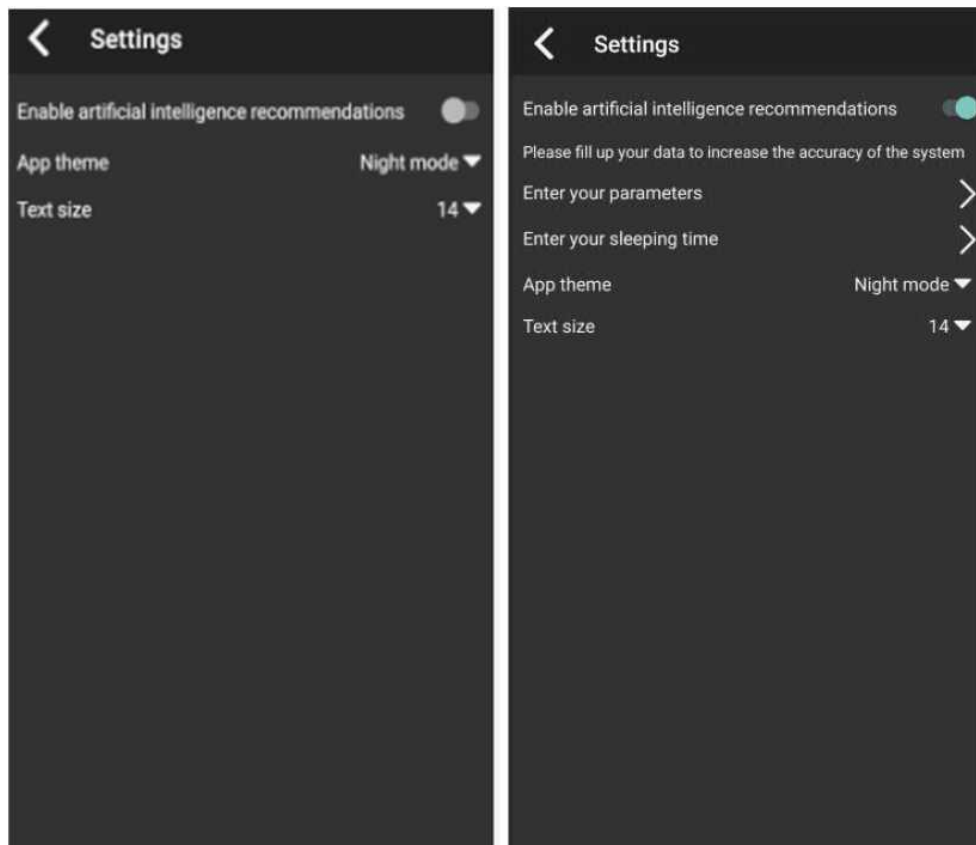 Settings
Enable artificial intelligence recommendations
App theme Night mode
Text size 14
Settings
Enable artificial intelligence recommendations
Please fill up your data to increase the accuracy of the system
Enter your parameters
Enter your sleeping time
App theme Night mode
Text size 14